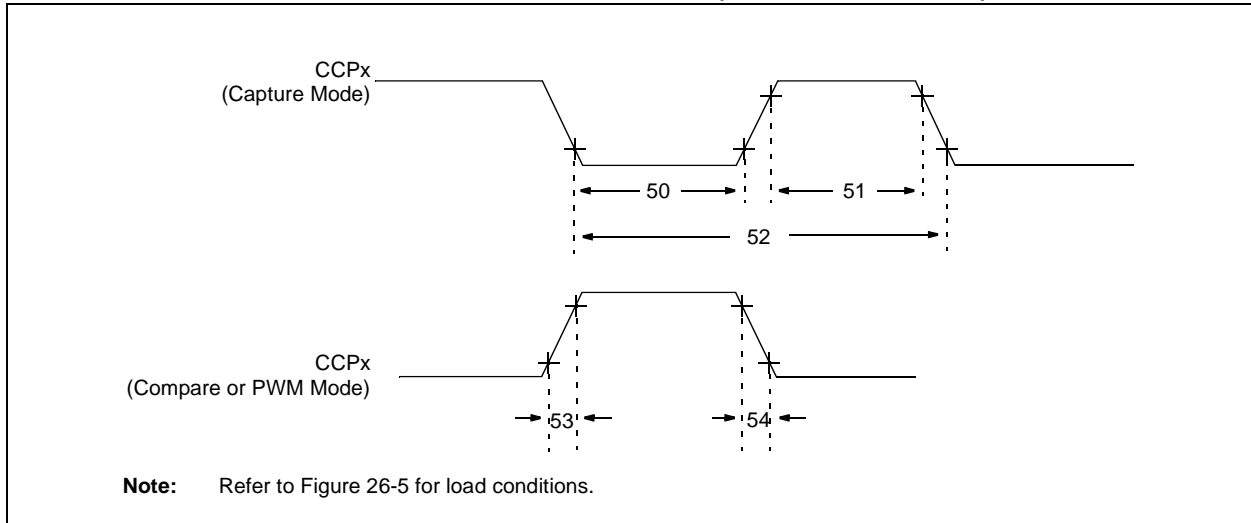 CCPx
(Capture Mode)
50
51
52
CCPx
(Compare or PWM Mode)
53
54
Note: Refer to Figure 26-5 for load conditions.